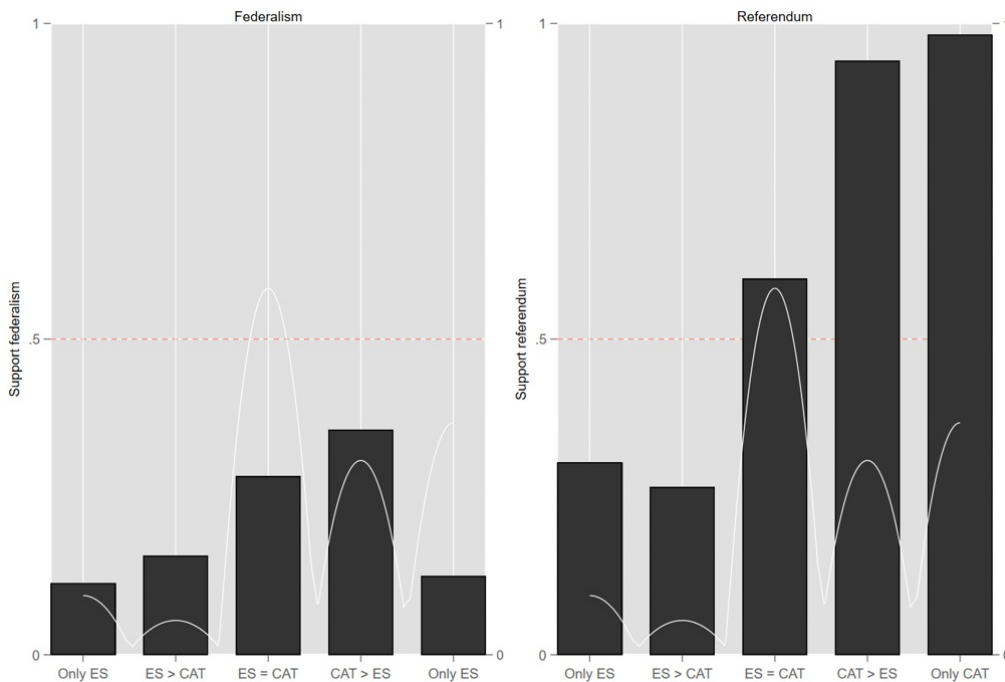 Federalism
1
1
.5
0
0
Support federalism
Only ES
ES > CAT
ES = CAT
CAT > ES
Only ES
Referendum
1
.5
0
Support referendum
Only ES
ES > CAT
ES = CAT
CAT > ES
Only CAT